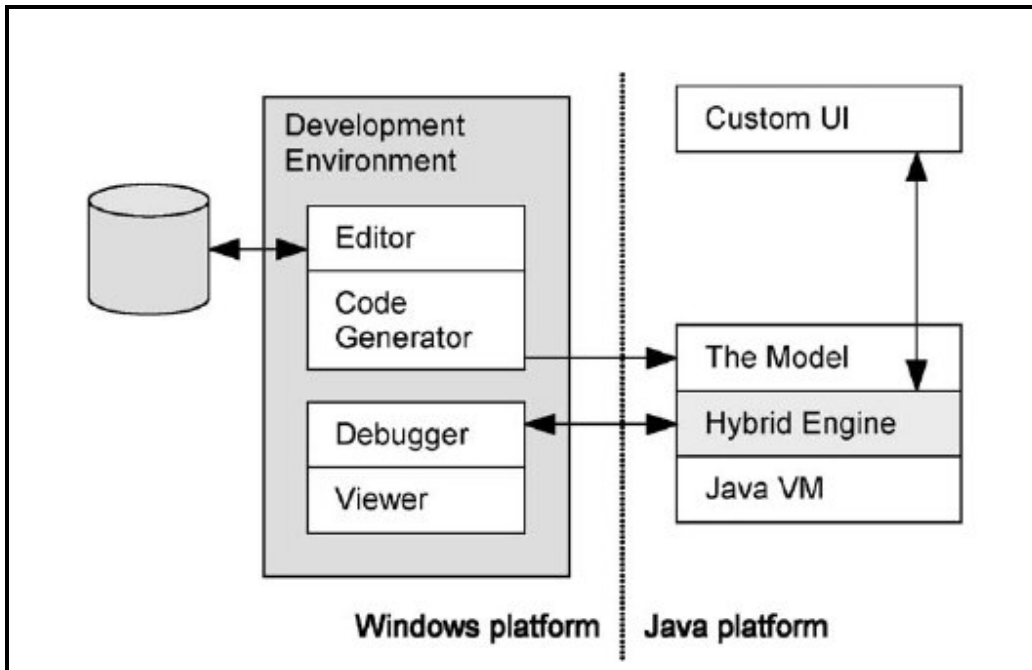 Development
Environment
Editor
Code
Generator
Debugger
Viewer
Custom UI
The Model
Hybrid Engine
Java VM
Windows platform
Java platform